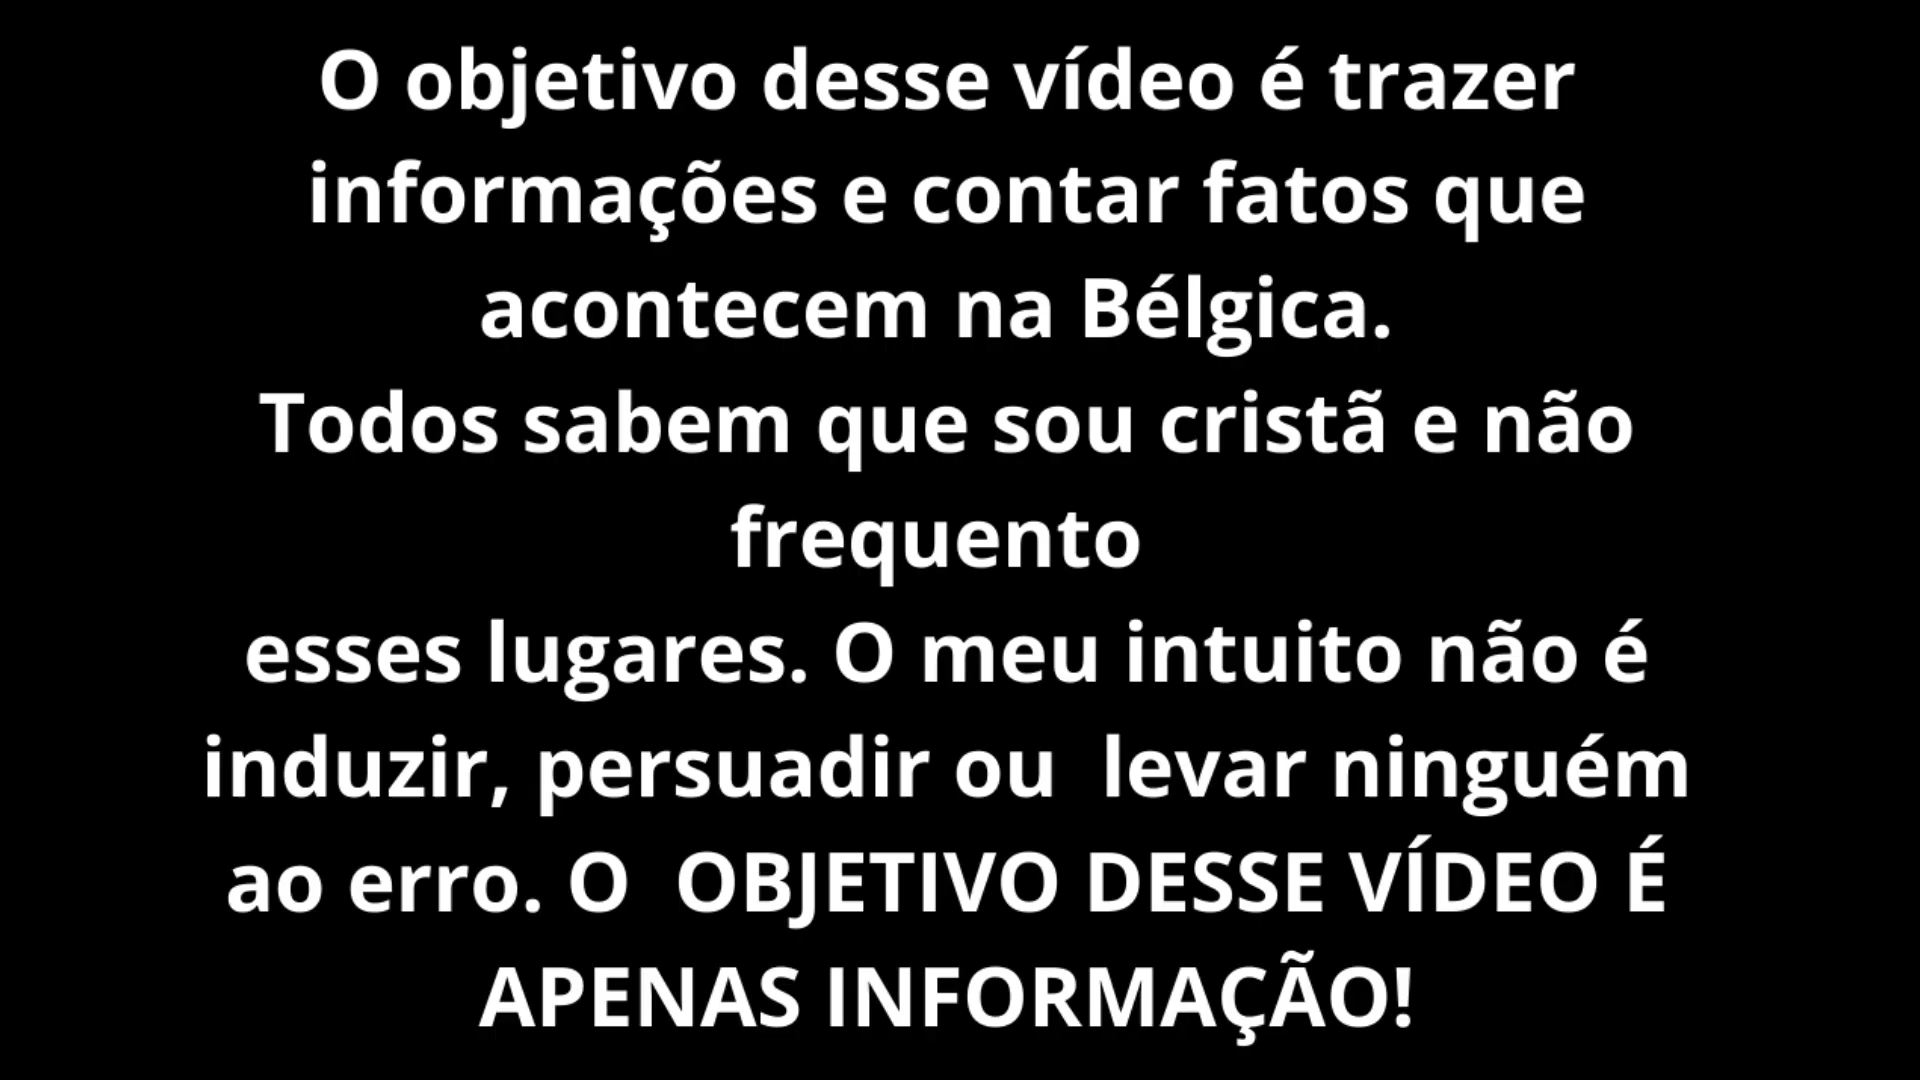 O objetivo desse vídeo é trazer
informações e contar fatos que
acontecem na Bélgica.
Todos sabem que sou cristã e não
frequento
esses lugares. O meu intuito não é
induzir, persuadir ou  levar ninguém
ao erro. O  OBJETIVO DESSE VÍDEO É
APENAS INFORMAÇÃO!